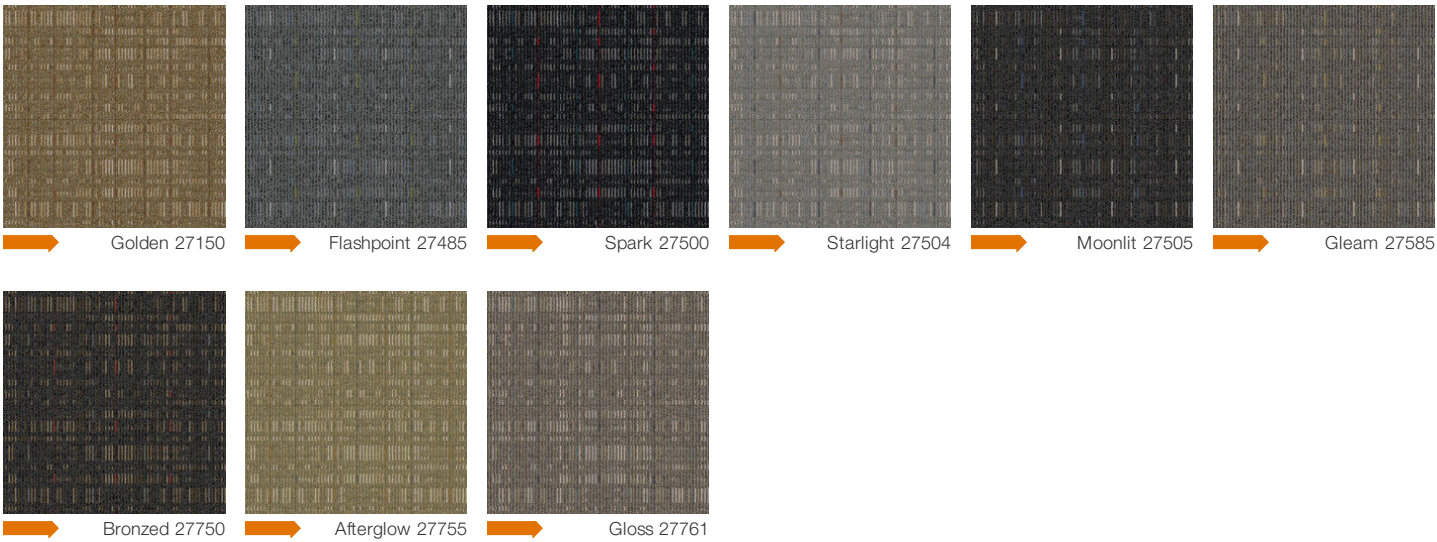 Golden 27150
Flashpoint 27485
Spark 27500
Starlight 27504
Moonlit 27505
Gleam 27585
Bronzed 27750
Afterglow 27755
Gloss 27761